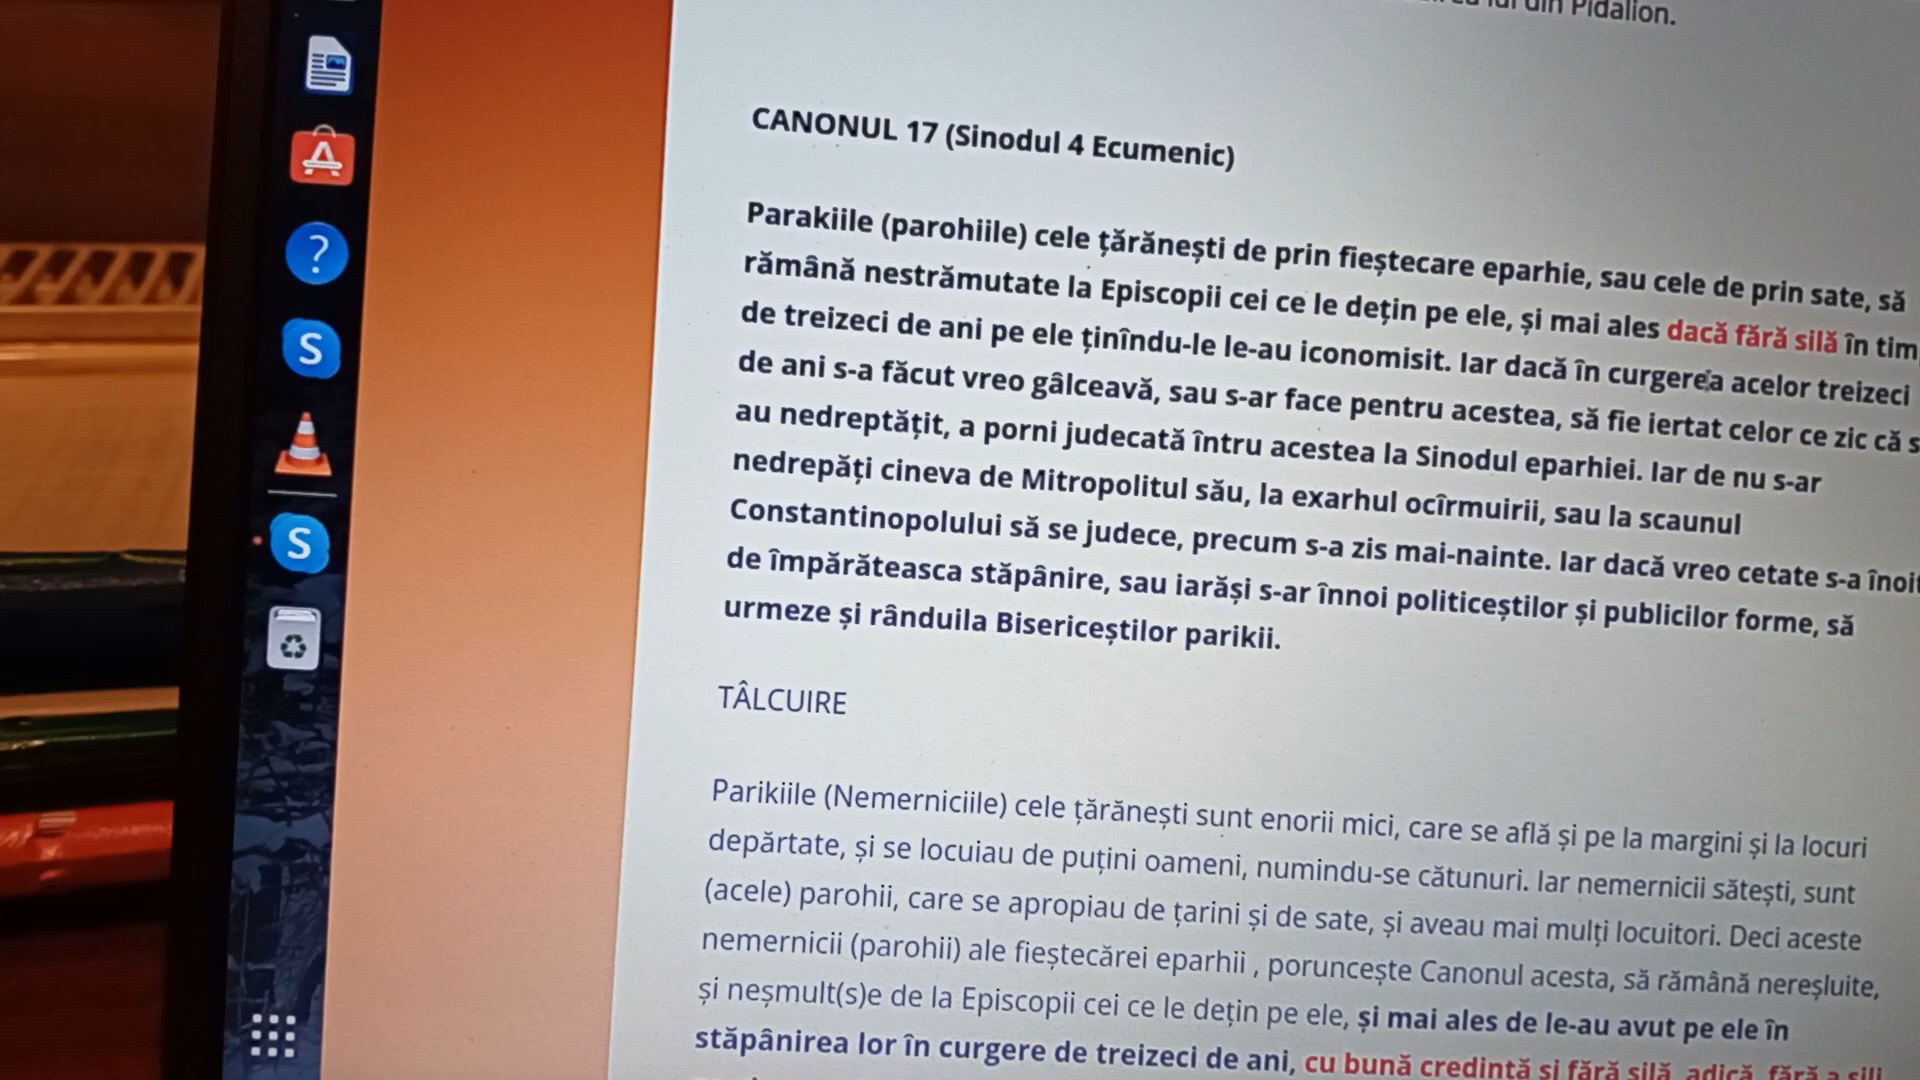 din Pidalion.
CANONUL 17 (Sinodul 4 Ecumenic)
Parakiile (parohiile) cele țărănești de prin fieștecare eparhie, sau cele de prin sate, să
rămână nestrămutate la Episcopii cei ce le dețin pe ele, și mai ales dacă fără silă în
de treizeci de ani pe ele ținîndu-le le-au iconomisit. Iar dacă în curgerea acelor treizeci
de ani s-a făcut vreo gâlceavă, sau s-ar face pentru acestea, să fie iertat celor ce zic că
au nedreptățit, a porni judecată întru acestea la Sinodul eparhiei. Iar de nu s-ar
nedrepăți cineva de Mitropolitul său, la exarhul ocîrmuirii, sau la scaunul
Constantinopolului să se judece, precum s-a zis mai-nainte. Iar dacă vreo cetate s-a
de împărăteasca stăpânire, sau iarăși s-ar înnoi politiceștilor și publicilor forme, să
urmeze și rânduila Bisericeștilor parikii.
TÂLCUIRE
Parikiile (Nemerniciile) cele țărănești sunt enorii mici, care se află și pe la margini și la locuri
depărtate, și se locuiau de puțini oameni, numindu-se cătunuri. Iar nemernicii sătești, sunt
(acele) parohii, care se apropiau de țarini și de sate, și aveau mai mulți locuitori. Deci aceste
nemernicii (parohii) ale fieștecărei eparhii , poruncește Canonul acesta, să rămână nereșluite,
și neșmult(s)e de la Episcopii cei ce le dețin pe ele, și mai ales de le-au avut pe ele în
stăpânirea lor în curgere de treizeci de ani, cu bună credință și fără silă, adică, fără a sili